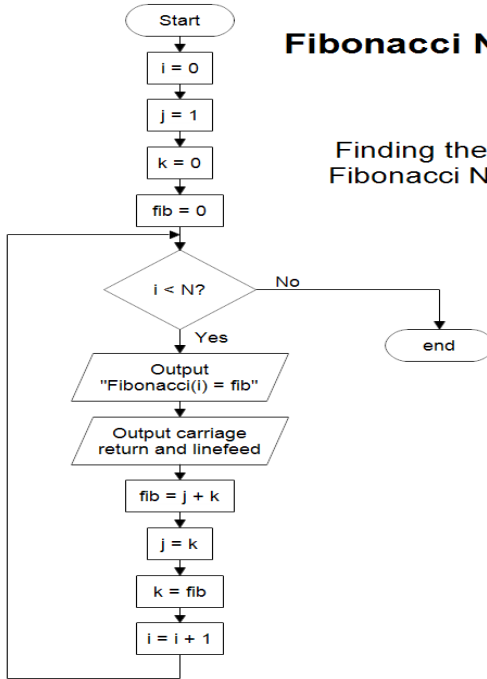 Start
Fibonacci N
i = 0
j = 1
k = 0
Finding the
Fibonacci N
fib = 0
i < N?
No
Yes
end
Output
"Fibonacci(i) = fib"
Output carriage
return and linefeed
fib = j + k
j = k
k = fib
i = i + 1